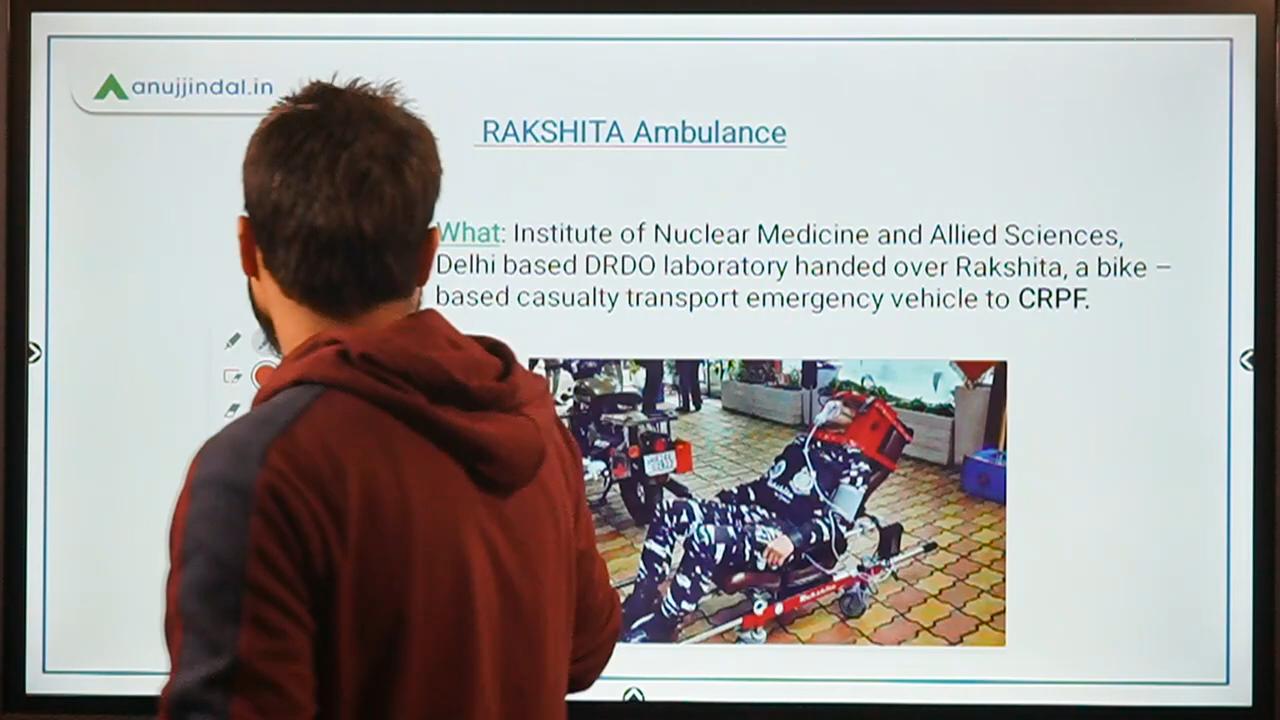 anujjindal.in
RAKSHITA Ambulance
What: Institute of Nuclear Medicine and Allied Sciences,
Delhi based DRDO laboratory handed over Rakshita, a bike –
based casualty transport emergency vehicle to CRPF.